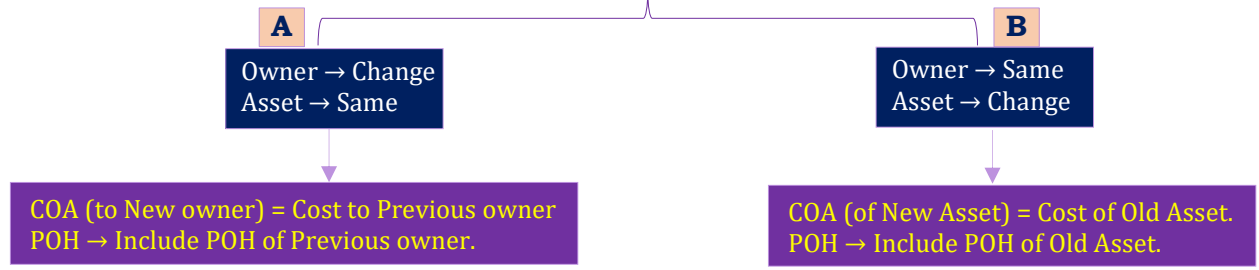 A
Owner → Change
Asset → Same
COA (to New owner) = Cost to Previous owner
POH → Include POH of Previous owner.
B
Owner → Same
Asset → Change
COA (of New Asset) = Cost of Old Asset.
POH → Include POH of Old Asset.